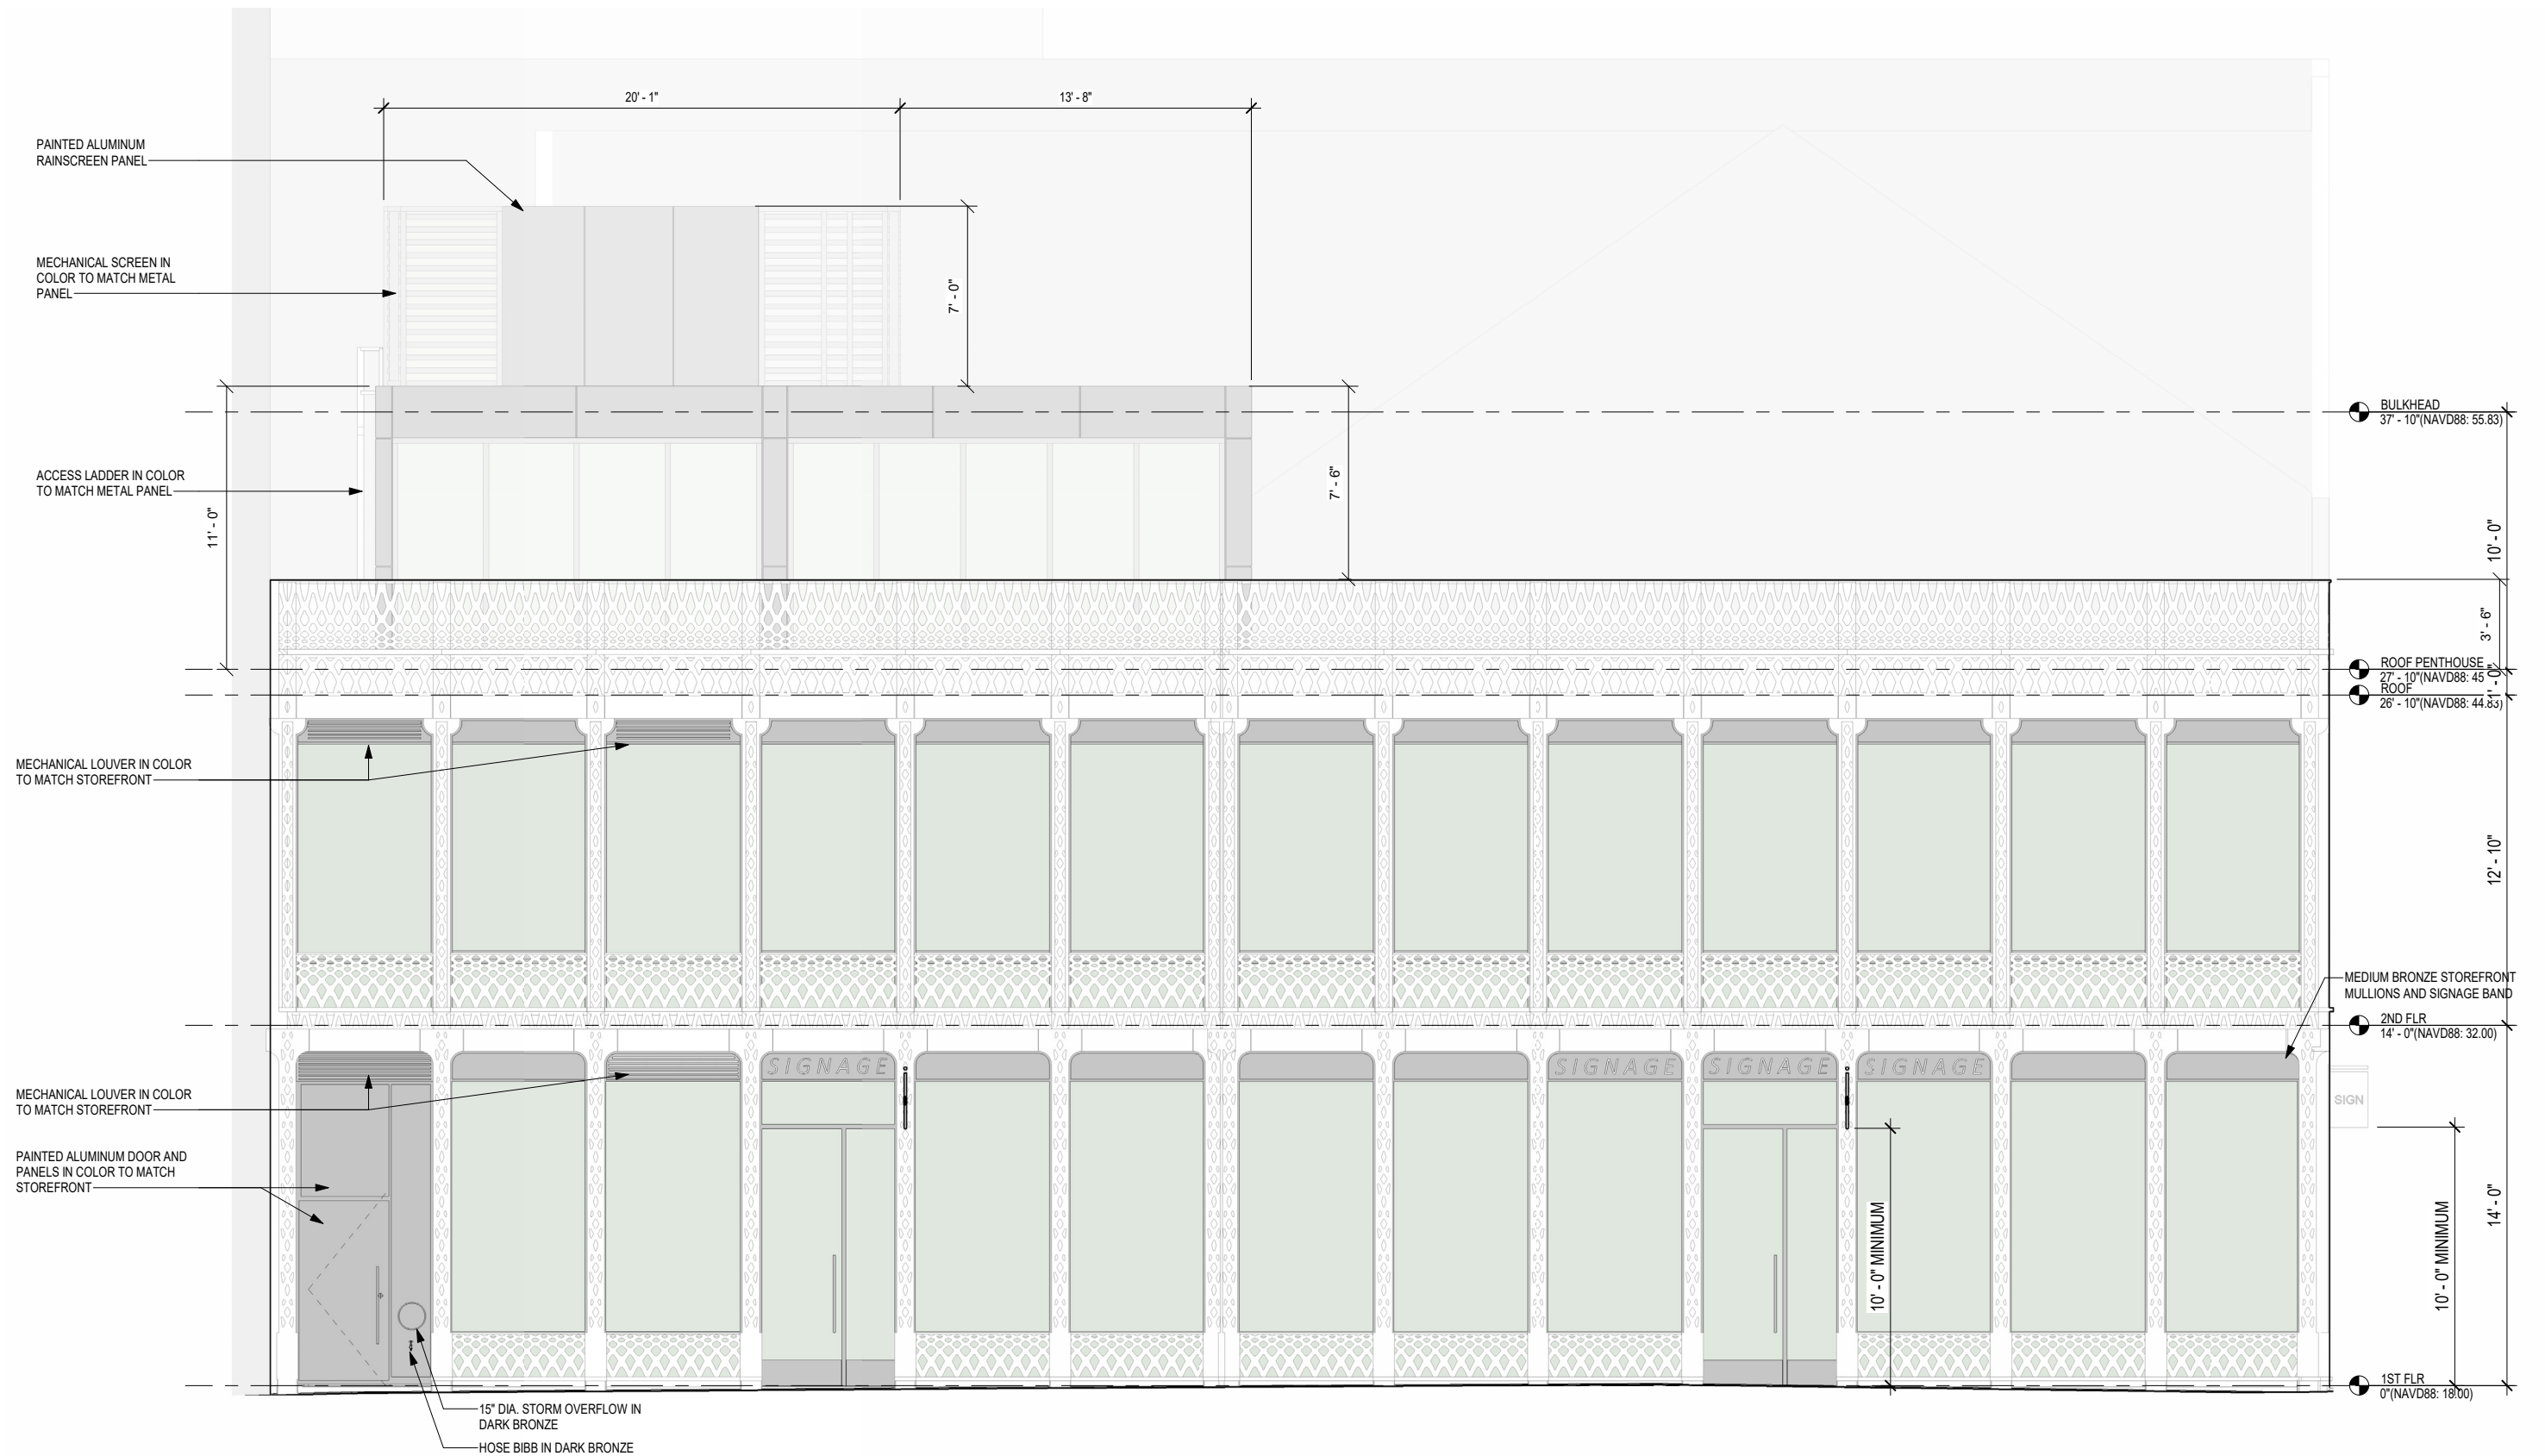 20' - 1"
13' - 8"
PAINTED ALUMINUM
RAINSCREEN PANEL
MECHANICAL SCREEN IN
COLOR TO MATCH METAL
PANEL
7' - 0"
BULKHEAD
37' - 10"(NAVD88: 55.83)
ACCESS LADDER IN COLOR
TO MATCH METAL PANEL
11' - 0"
7' - 6"
10' - 0"
3' - 6"
ROOF PENTHOUSE
27' - 10"(NAVD88: 45
1' - 0"
ROOF
26' - 10"(NAVD88: 44.83)
MECHANICAL LOUVER IN COLOR
TO MATCH STOREFRONT
12' - 10"
MEDIUM BRONZE STOREFRONT
MULLIONS AND SIGNAGE BAND
2ND FLR
14' - 0"(NAVD88: 32.00)
SIGNAGE
SIGNAGE
SIGNAGE
SIGNAGE
SIGN
MECHANICAL LOUVER IN COLOR
TO MATCH STOREFRONT
PAINTED ALUMINUM DOOR AND
PANELS IN COLOR TO MATCH
STOREFRONT
10' - 0" MINIMUM
10' - 0" MINIMUM
14' - 0"
1ST FLR
0"(NAVD88: 18.00)
15" DIA. STORM OVERFLOW IN
DARK BRONZE
HOSE BIBB IN DARK BRONZE